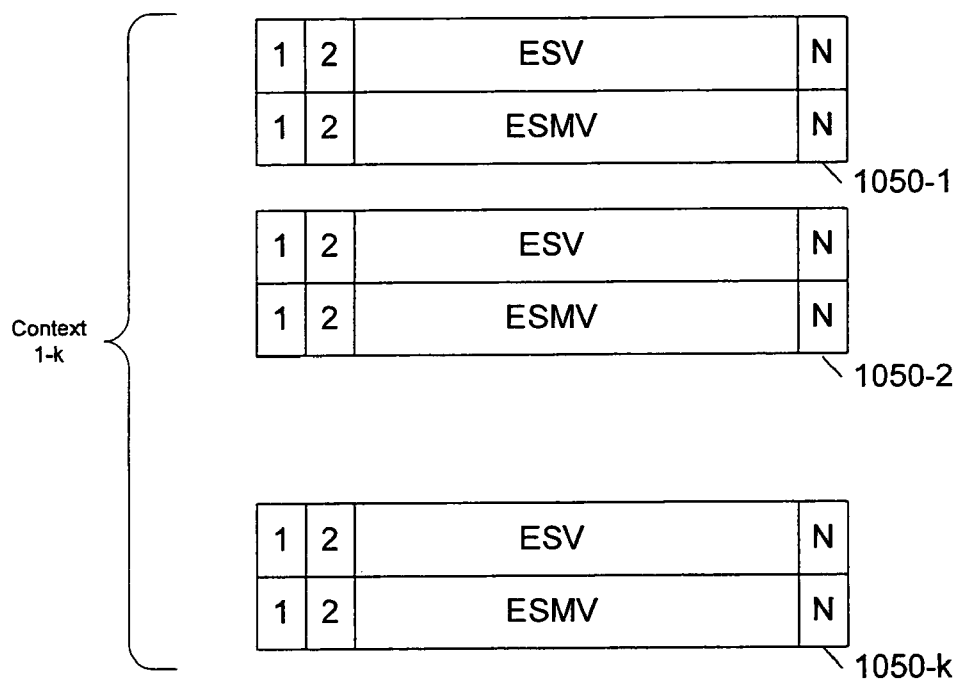 1 2 ESV N
1 2 ESMV N
1050-1
1 2 ESV N
1 2 ESMV N
1050-2
Context
1-k
1 2 ESV N
1 2 ESMV N
1050-k